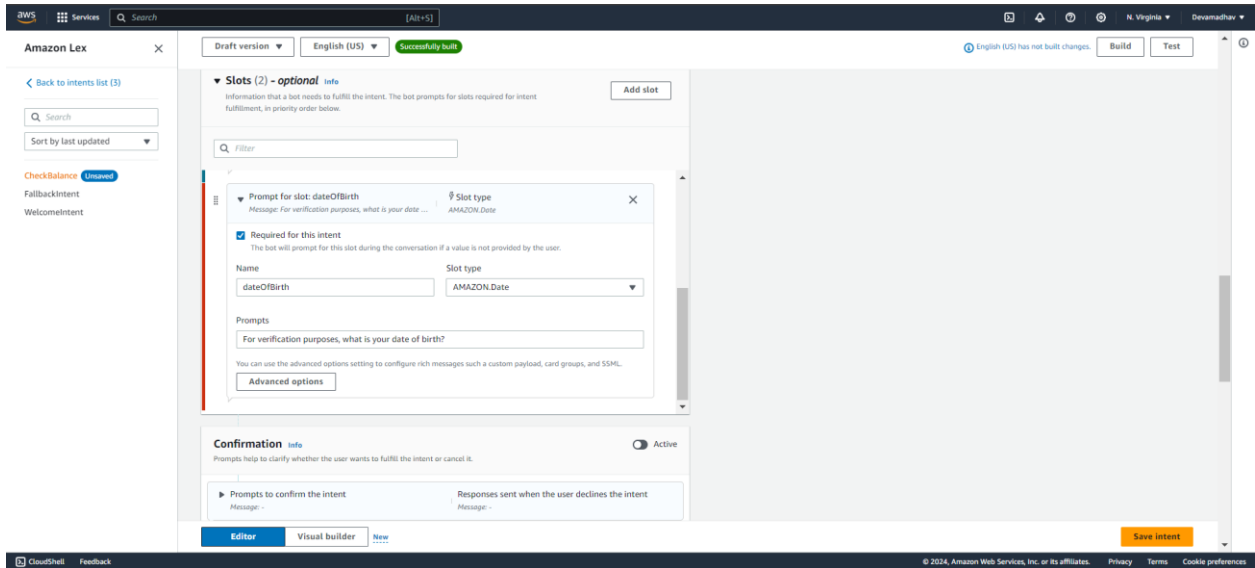 aws Services Search [Alt+S] N. Virginia Devamadhav
Amazon Lex
Back to intents list (3)
Search
Sort by last updated
CheckBalance Unsaved
FallbackIntent
WelcomeIntent
Draft version English (US) Successfully built English (US) has not built changes. Build Test
Slots (2) - optional Info
Information that a bot needs to fulfill the intent. The bot prompts for slots required for intent
fulfillment, in priority order below.
Add slot
Filter
Prompt for slot: dateOfBirth Slot type
Message: For verification purposes, what is your date ... AMAZON.Date
Required for this intent
The bot will prompt for this slot during the conversation if a value is not provided by the user.
Name Slot type
dateOfBirth AMAZON.Date
Prompts
For verification purposes, what is your date of birth?
You can use the advanced options setting to configure rich messages such a custom payload, card groups, and SSML.
Advanced options
Confirmation Info Active
Prompts help to clarify whether the user wants to fulfill the intent or cancel it.
Prompts to confirm the intent Responses sent when the user declines the intent
Message: - Message: -
Editor Visual builder New Save intent
CloudShell Feedback © 2024, Amazon Web Services, Inc. or its affiliates. Privacy Terms Cookie preferences